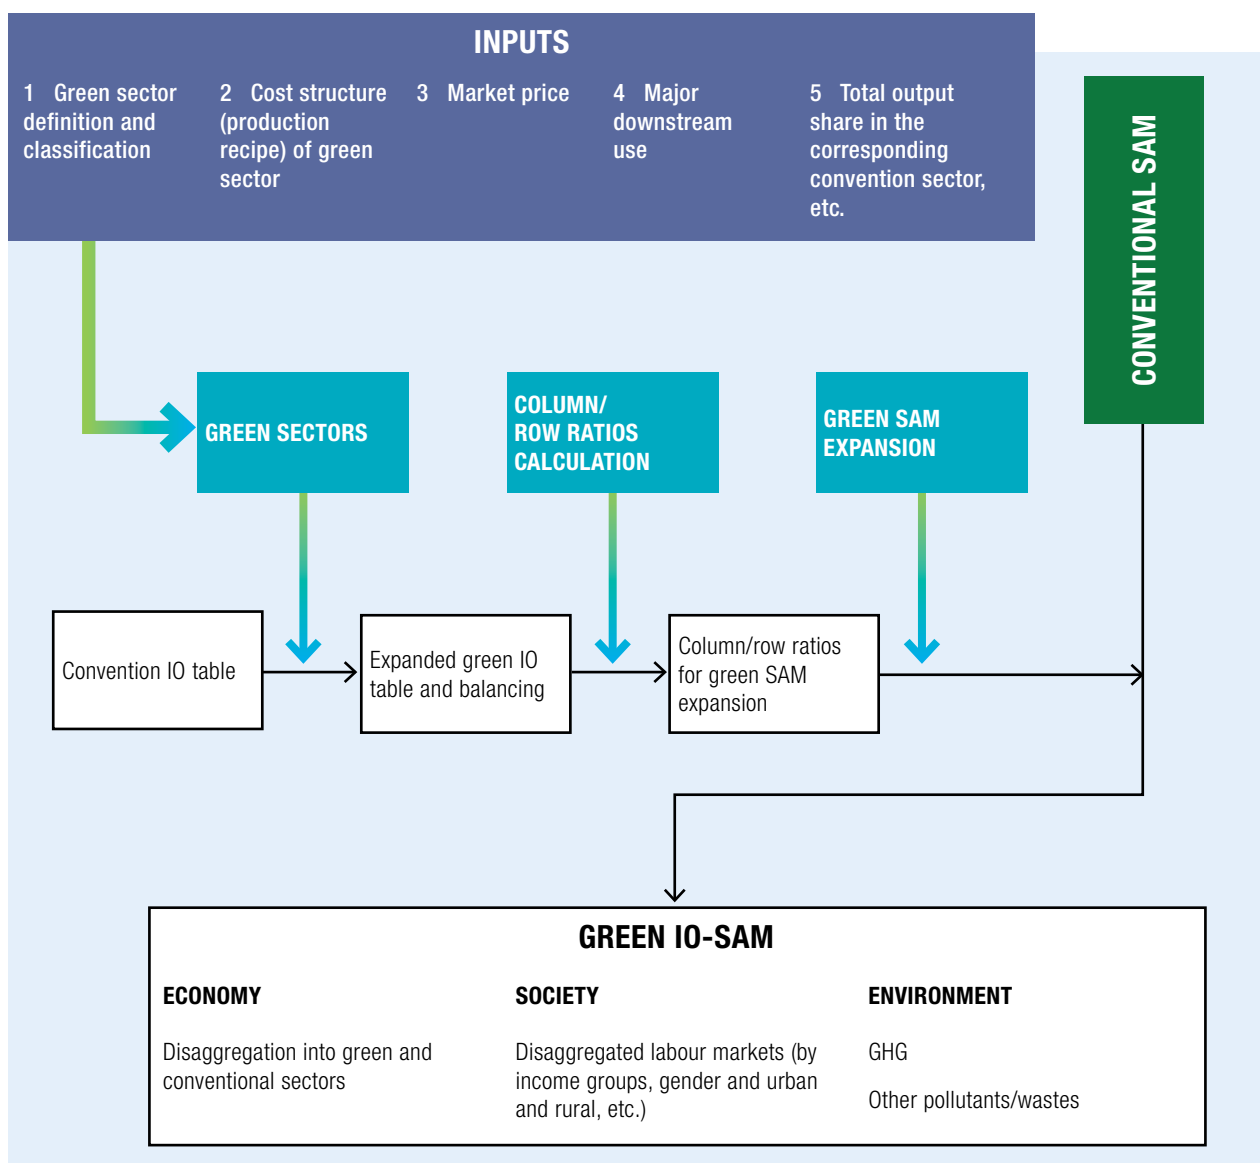 INPUTS
1 Green sector
definition and
classification
2 Cost structure
(production
recipe) of green
sector
3 Market price
4 Major
downstream
use
5 Total output
share in the
corresponding
convention sector,
etc.
CONVENTIONAL SAM
GREEN SECTORS
COLUMN/
ROW RATIOS
CALCULATION
GREEN SAM
EXPANSION
Convention IO table
Expanded green IO
table and balancing
Column/row ratios
for green SAM
expansion
GREEN IO-SAM
ECONOMY
Disaggregation into green and
conventional sectors
SOCIETY
Disaggregated labour markets (by
income groups, gender and urban
and rural, etc.)
ENVIRONMENT
GHG
Other pollutants/wastes